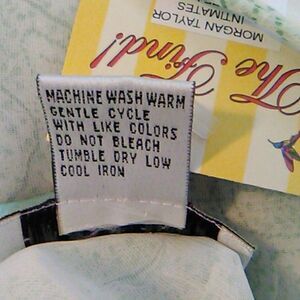 MACHINE WASH WARM
GENTLE CYCLE
WITH LIKE COLORS
DO NOT BLEACH
TUMBLE DRY LOW
COOL IRON
The Find!
MORGAN TAYLOR
INTIMATES